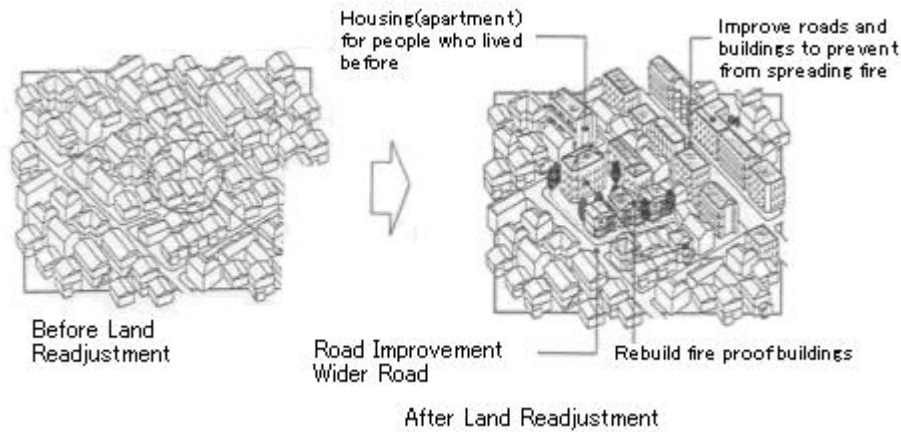 Housing(apartment)
for people who lived
before
Improve roads and
buildings to prevent
from spreading fire
Before Land
Readjustment
Road Improvement
Wider Road
Rebuild fire proof buildings
After Land Readjustment